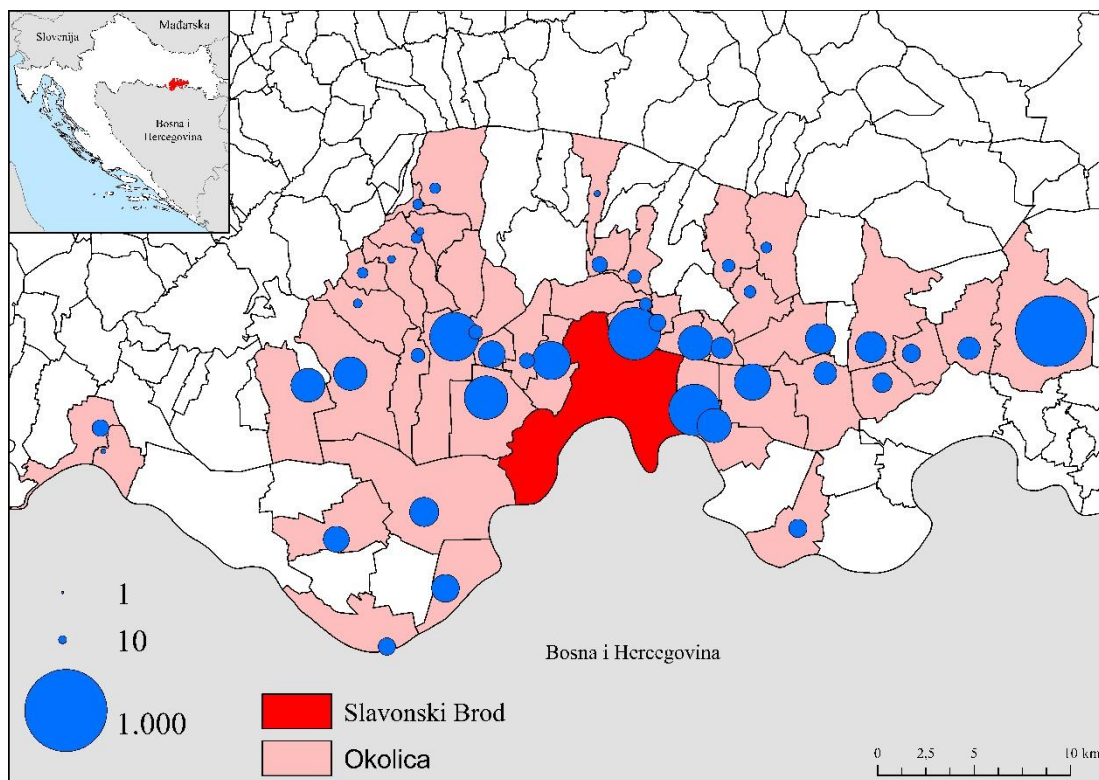 Mađarska
Slovenija
Bosna i
Hercegovina
Bosna i Hercegovina
1
10
1.000
Slavonski Brod
Okolica
0 2,5 5 10 km